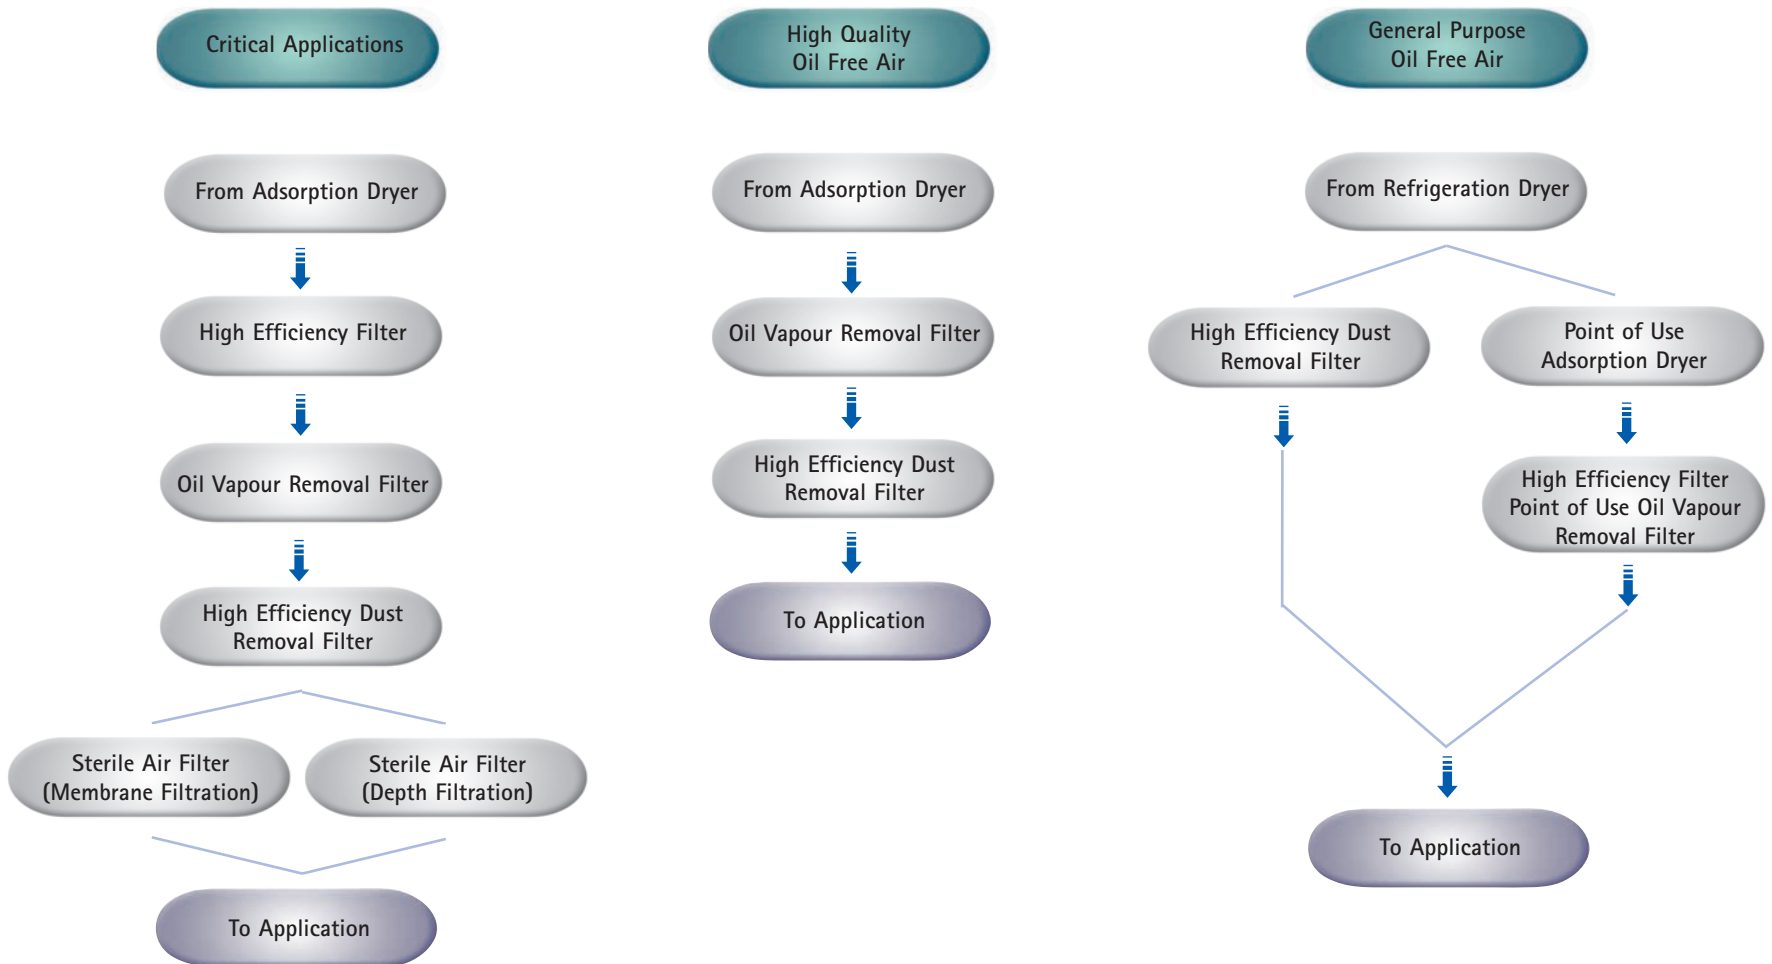 Critical Applications
From Adsorption Dryer
High Efficiency Filter
Oil Vapour Removal Filter
High Efficiency Dust
Removal Filter
Sterile Air Filter
(Membrane Filtration)
Sterile Air Filter
(Depth Filtration)
To Application
High Quality
Oil Free Air
From Adsorption Dryer
Oil Vapour Removal Filter
High Efficiency Dust
Removal Filter
To Application
General Purpose
Oil Free Air
From Refrigeration Dryer
High Efficiency Dust
Removal Filter
Point of Use
Adsorption Dryer
High Efficiency Filter
Point of Use Oil Vapour
Removal Filter
To Application